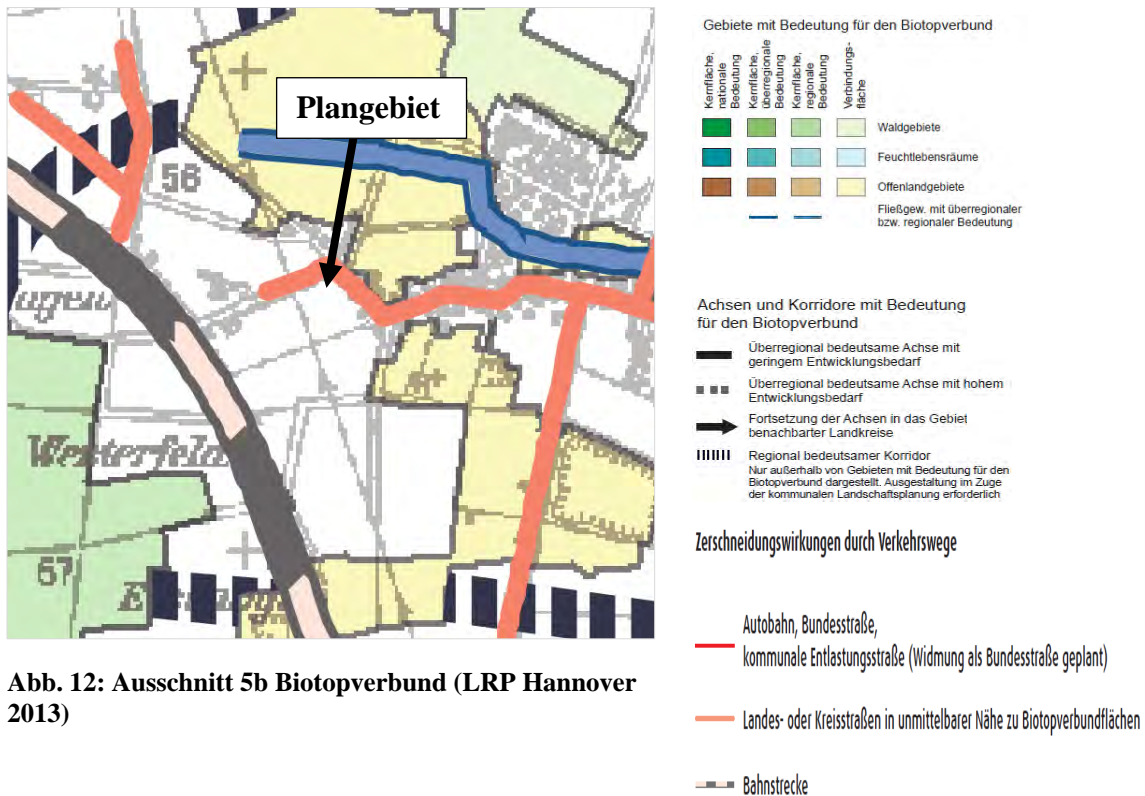 Plangebiet
58
Westerfeld
67
Abb. 12: Ausschnitt 5b Biotopverbund (LRP Hannover
2013)
Gebiete mit Bedeutung für den Biotopverbund
Kernfläche,
nationale
Bedeutung
Kernfläche,
überregionale
Bedeutung
Kernfläche,
regionale
Bedeutung
Verbindungs-
fläche
Waldgebiete
Feuchtlebensräume
Offenlandgebiete
Fließgew. mit überregionaler
bzw. regionaler Bedeutung
Achsen und Korridore mit Bedeutung
für den Biotopverbund
Überregional bedeutsame Achse mit
geringem Entwicklungsbedarf
Überregional bedeutsame Achse mit hohem
Entwicklungsbedarf
Fortsetzung der Achsen in das Gebiet
benachbarter Landkreise
Regional bedeutsamer Korridor
Nur außerhalb von Gebieten mit Bedeutung für den
Biotopverbund dargestellt. Ausgestaltung im Zuge
der kommunalen Landschaftsplanung erforderlich
Zerschneidungswirkungen durch Verkehrswege
Autobahn, Bundesstraße,
kommunale Entlastungsstraße (Widmung als Bundesstraße geplant)
Landes- oder Kreisstraßen in unmittelbarer Nähe zu Biotopverbundflächen
Bahnstrecke